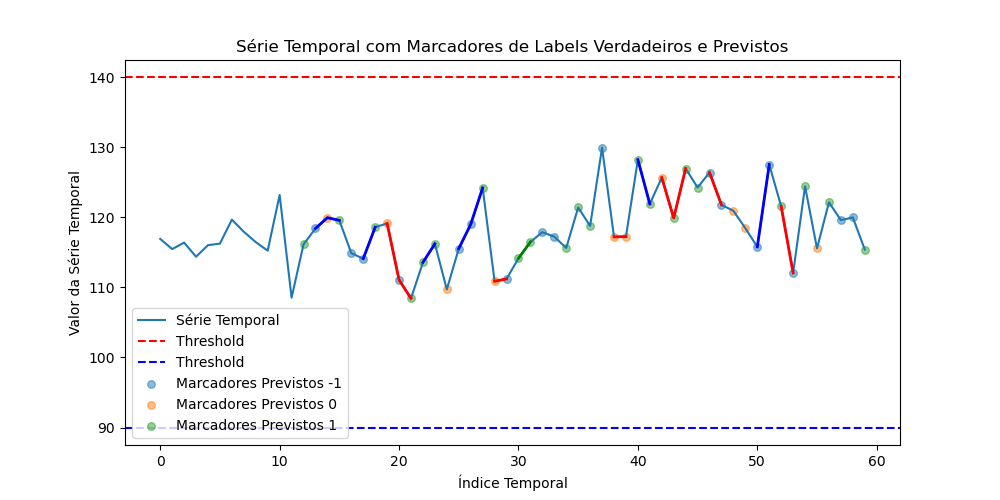 Série Temporal com Marcadores de Labels Verdadeiros e Previstos
Valor da Série Temporal
140
130
120
110
100
90
Série Temporal
Threshold
Threshold
Marcadores Previstos -1
Marcadores Previstos 0
Marcadores Previstos 1
0 10 20 30 40 50 60
Índice Temporal